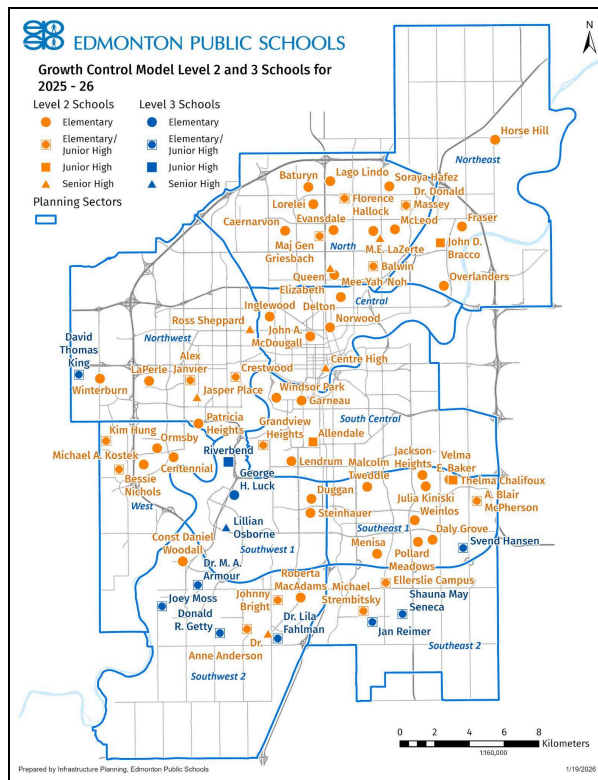 EDMONTON PUBLIC SCHOOLS
Growth Control Model Level 2 and 3 Schools for
2025 - 26
Level 2 Schools
Elementary
Elementary/
Junior High
Junior High
Senior High
Level 3 Schools
Elementary
Elementary/
Junior High
Junior High
Senior High
Planning Sectors
N
Horse Hill
Northeast
Baturyn
Lago Lindo
Soraya Hafez
Dr. Donald
Massey
Lorelei
Florence
Hallock
Caernarvon
Evansdale
McLeod
Fraser
Maj Gen
Griesbach
North
M.E. LaZerte
John D.
Bracco
Balwin
Queen
Elizabeth
Mee Yah Noh
Overlanders
Central
Inglewood
Delton
Norwood
Ross Sheppard
John A.
McDougall
David
Thomas
King
Northwest
Alex
Janvier
Crestwood
Centre High
LaPerle
Winterburn
Jasper Place
Windsor Park
Garneau
Patricia
Heights
South Central
Kim Hung
Ormsby
Grandview
Heights
Allendale
Michael A. Kostek
Centennial
Riverbend
Bessie
Nichols
George
H. Luck
Lendrum
Malcolm
Tweddle
Jackson
Heights
Velma
E. Baker
Thelma Chalifoux
West
Duggan
Julia Kiniski
A. Blair
McPherson
Steinhauer
Weinlos
Lillian
Osborne
Southeast 1
Daly Grove
Svend Hansen
Const Daniel
Woodall
Southwest 1
Menisa
Pollard
Meadows
Dr. M. A.
Armour
Roberta
MacAdams
Michael
Strembitsky
Ellerslie Campus
Joey Moss
Johnny
Bright
Shauna May
Seneca
Donald
R. Getty
Dr. Lila
Fahlman
Jan Reimer
Dr.
Anne Anderson
Southeast 2
Southwest 2
0 2 4 6 8
Kilometers
1:160,000
Prepared by Infrastructure Planning, Edmonton Public Schools
1/19/2026